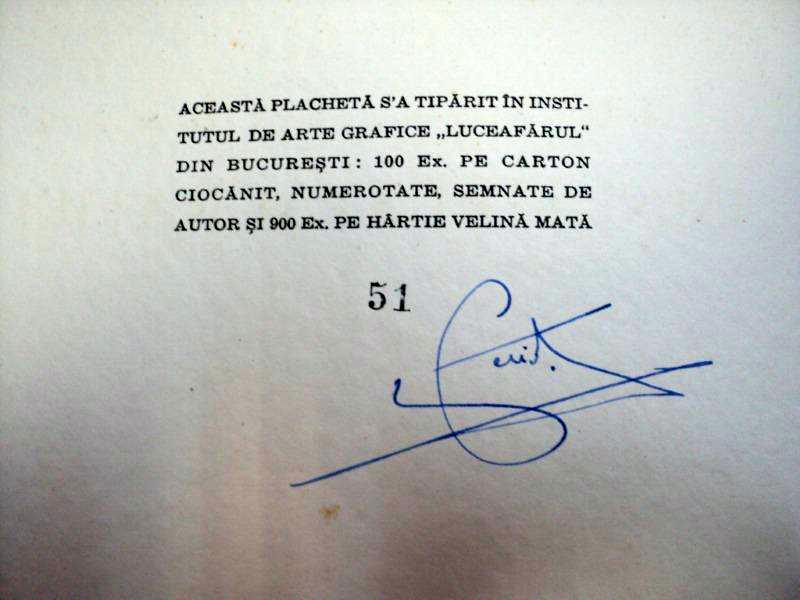 ACEASTĂ PLACHETĂ S'A TIPĂRIT ÎN INSTI-
TUTUL DE ARTE GRAFICE „LUCEAFĂRUL“
DIN BUCUREȘTI: 100 Ex. PE CARTON
CIOCĂNIT, NUMEROTATE, SEMNATE DE
AUTOR ȘI 900 Ex. PE HÂRTIE VELINĂ MATĂ
51